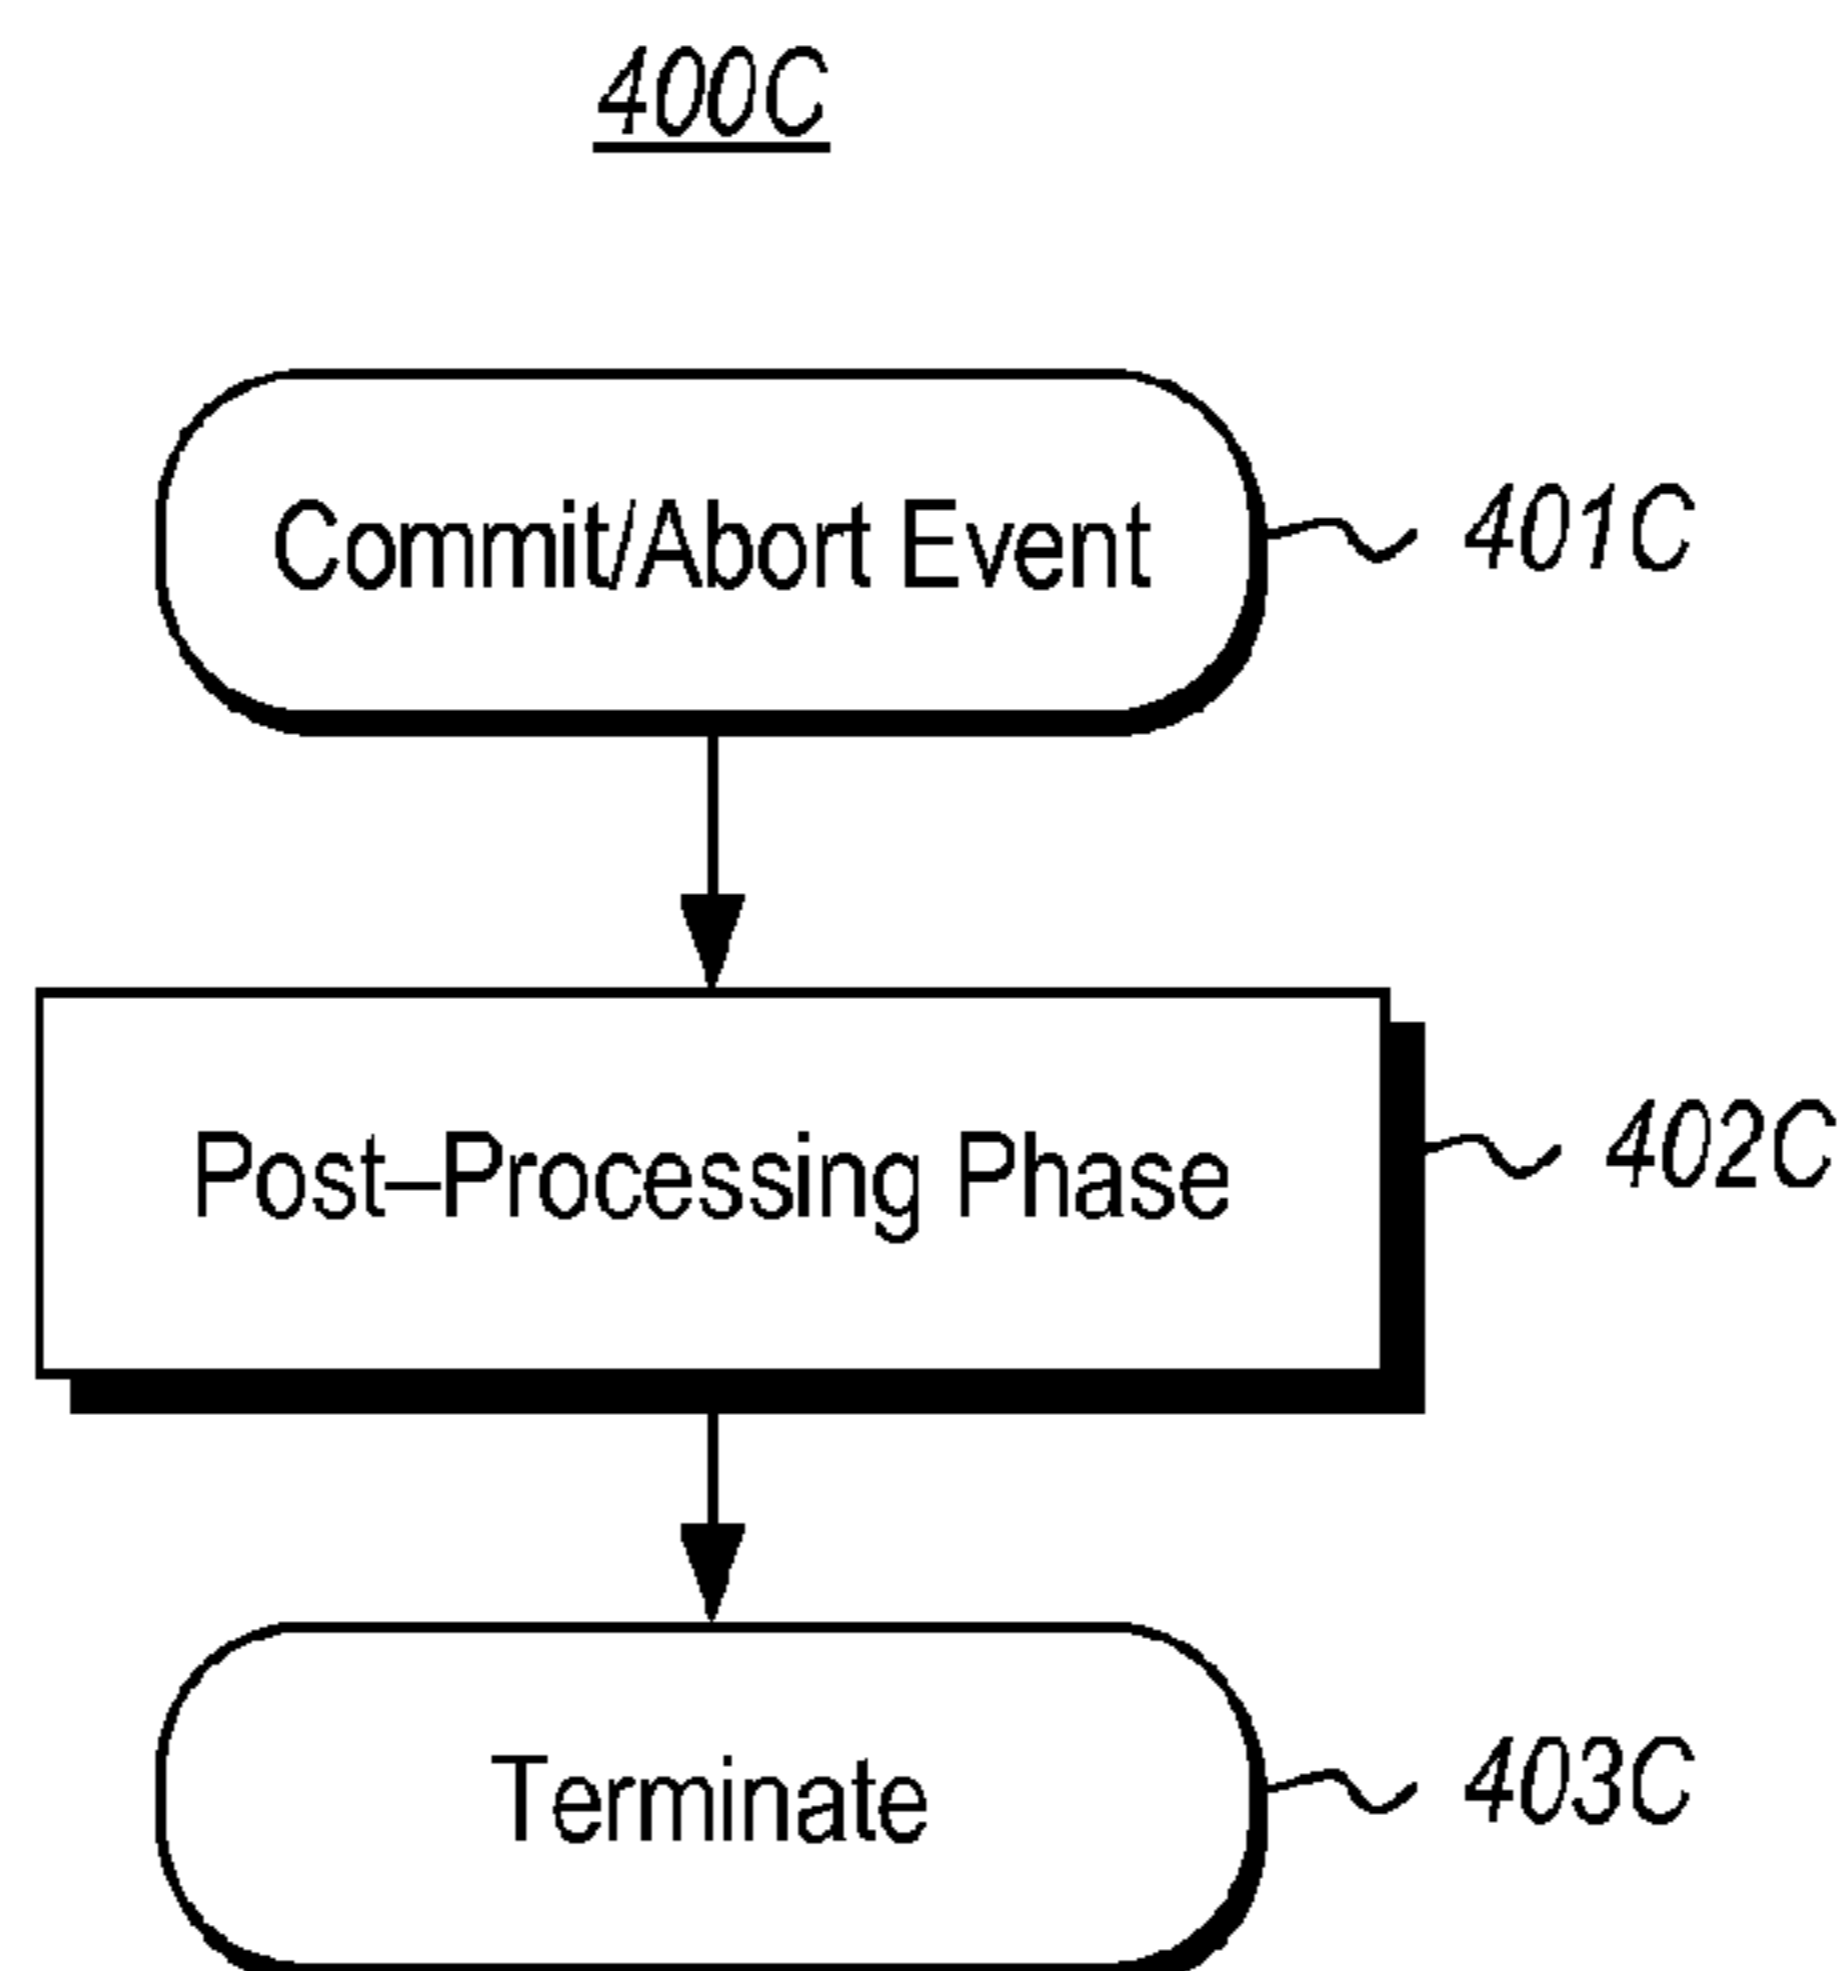 400C
Commit/Abort Event
401C
Post–Processing Phase
402C
Terminate
403C